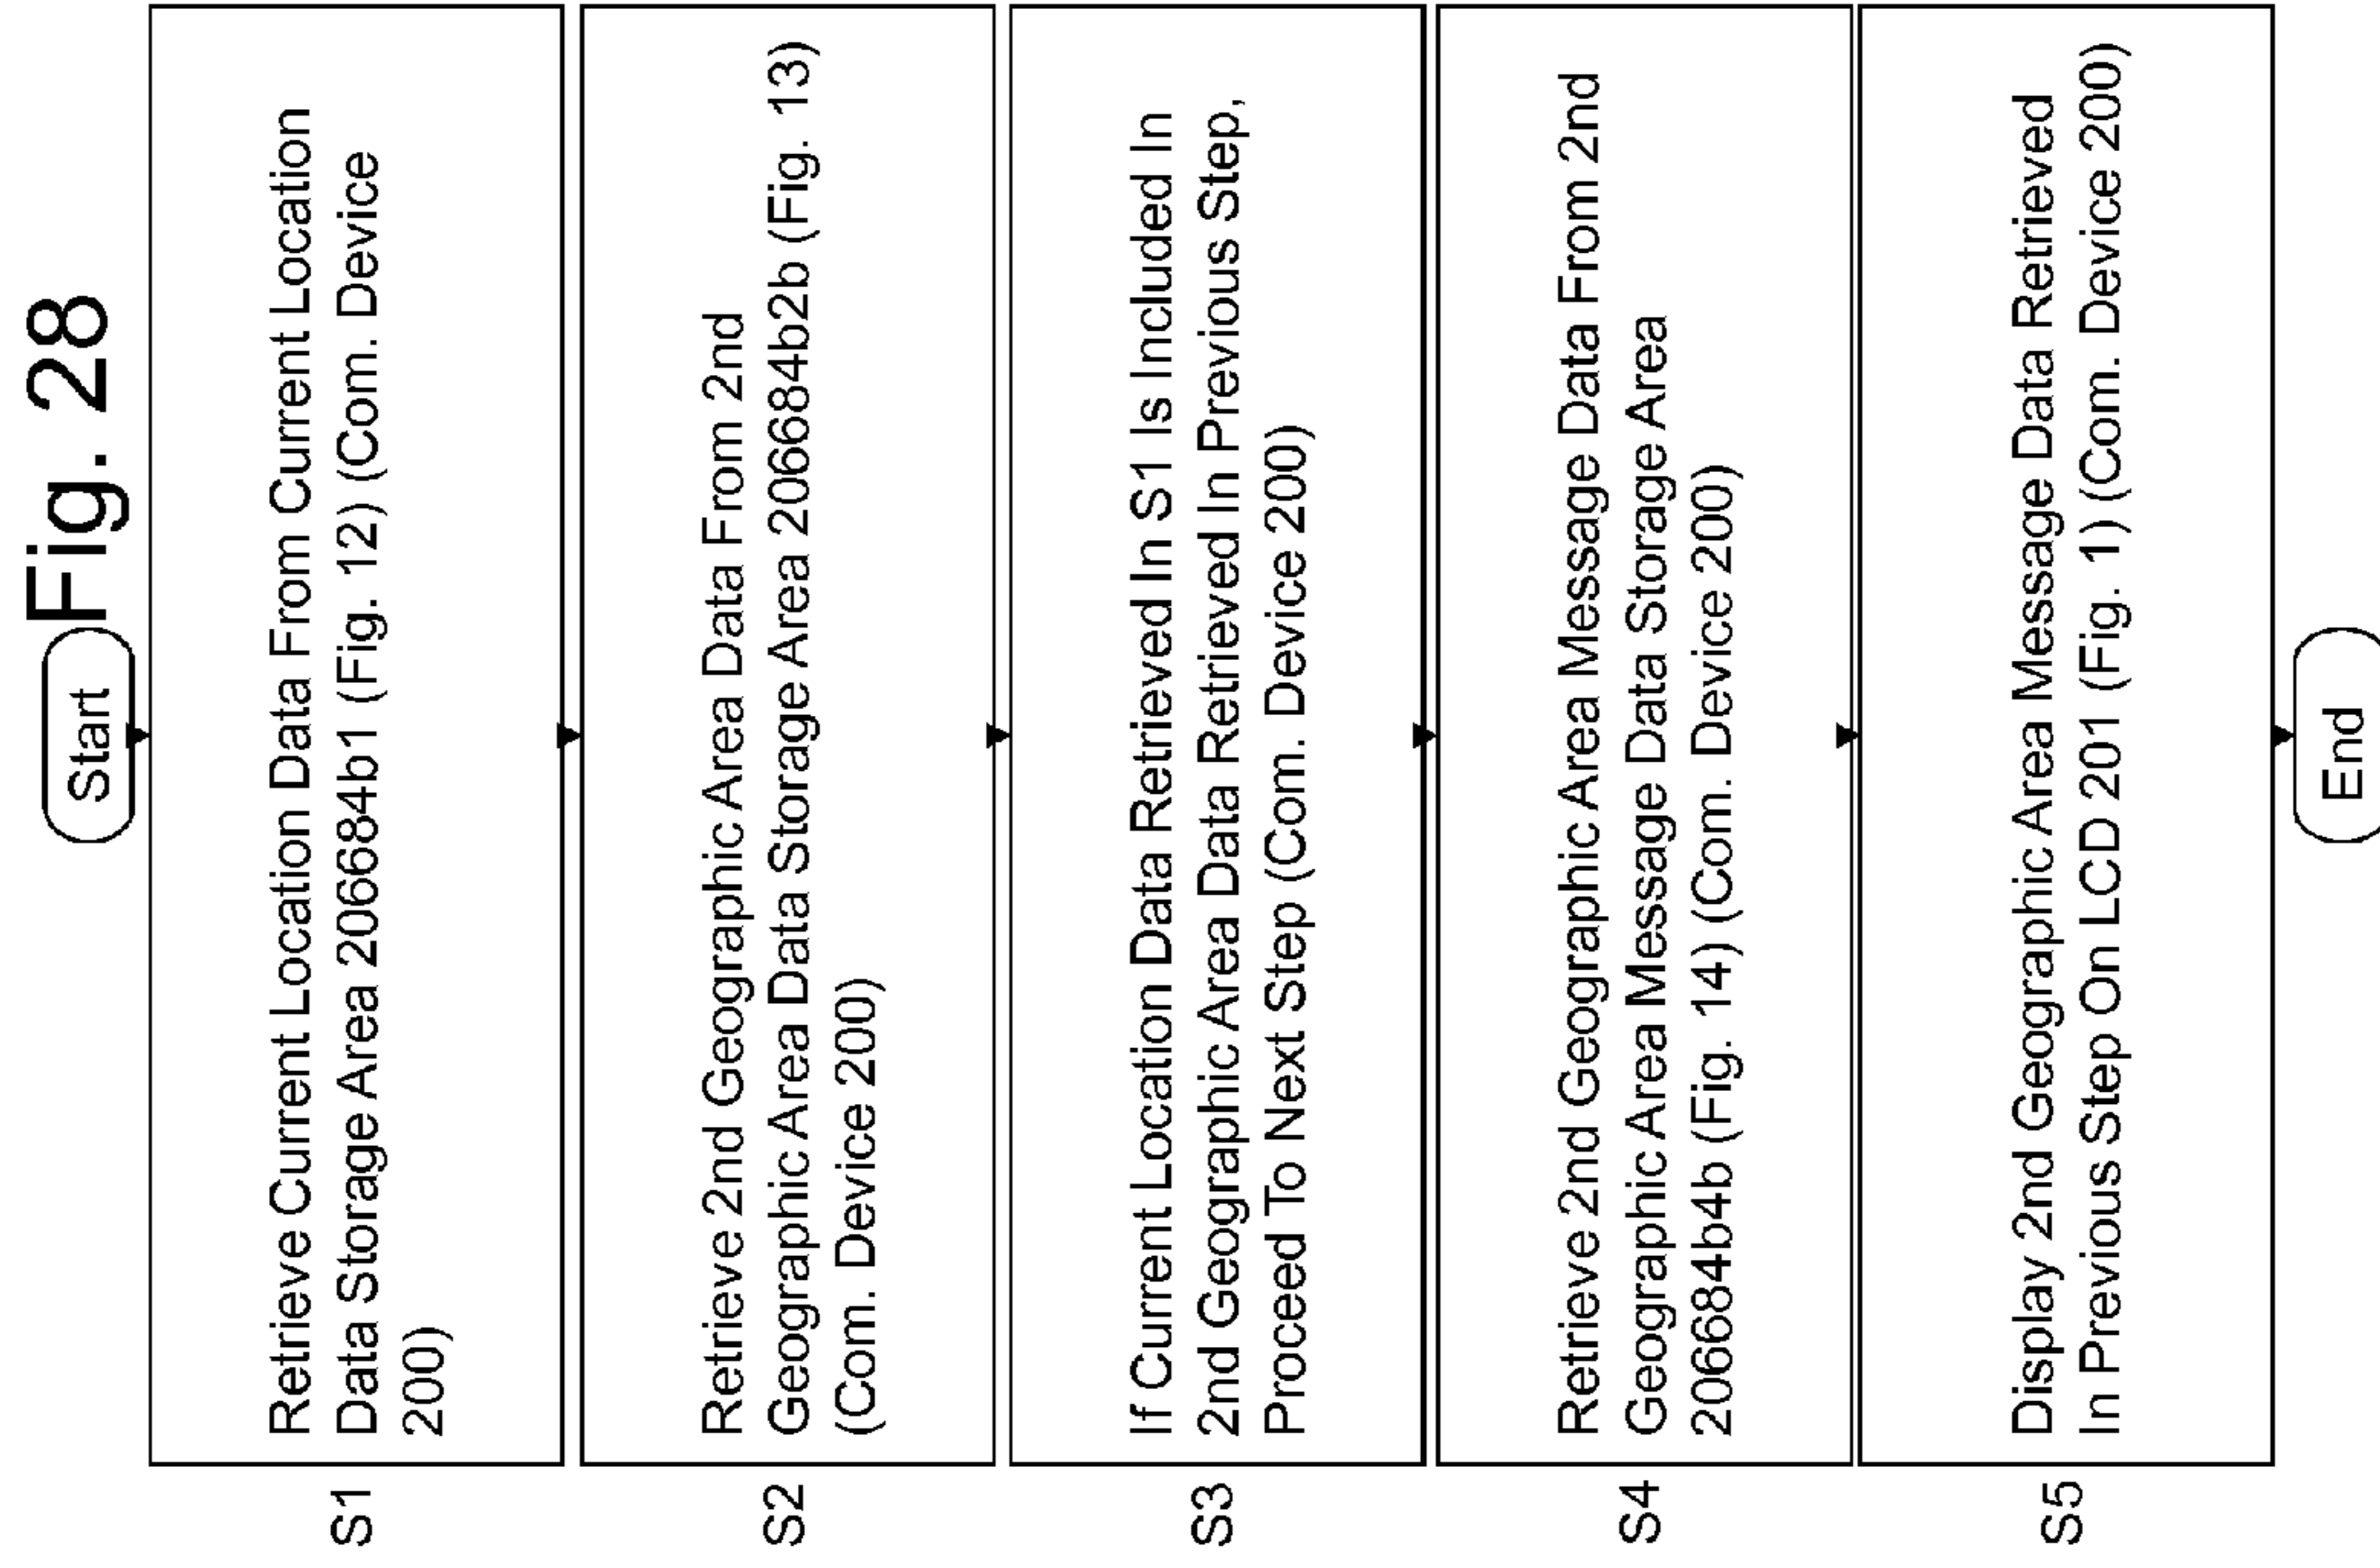 Fig. 28
Start
S1
Retrieve Current Location Data From Current Location
Data Storage Area 206684b1 (Fig. 12) (Com. Device
200)
S2
Retrieve 2nd Geographic Area Data From 2nd
Geographic Area Data Storage Area 206684b2b (Fig. 13)
(Com. Device 200)
S3
If Current Location Data Retrieved In S1 Is Included In
2nd Geographic Area Data Retrieved In Previous Step,
Proceed To Next Step (Com. Device 200)
S4
Retrieve 2nd Geographic Area Message Data From 2nd
Geographic Area Message Data Storage Area
206684b4b (Fig. 14) (Com. Device 200)
S5
Display 2nd Geographic Area Message Data Retrieved
In Previous Step On LCD 201 (Fig. 1) (Com. Device 200)
End